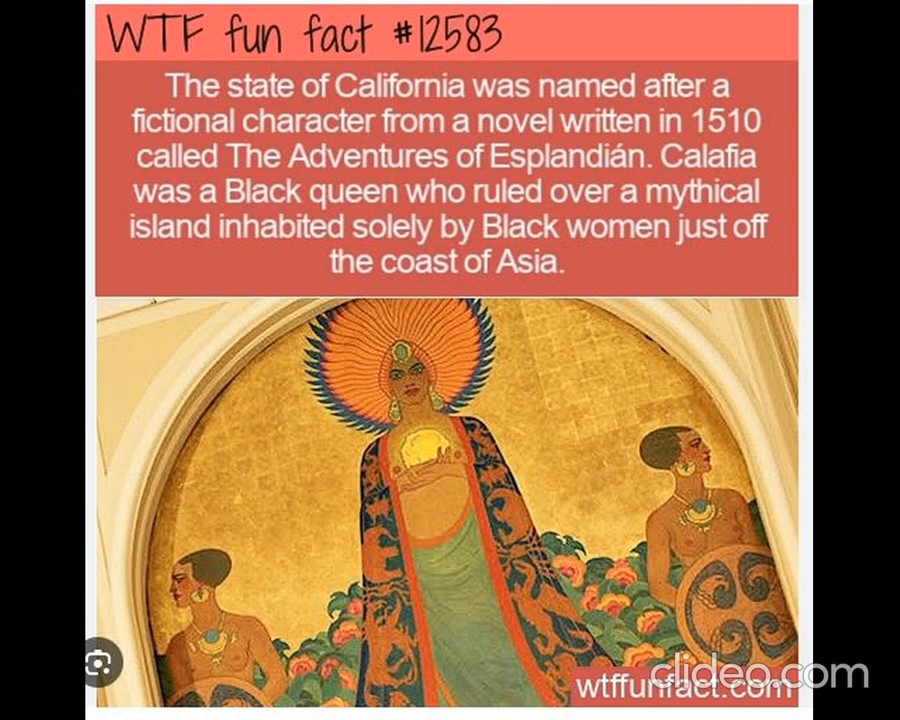 WTF fun fact #12583
The state of California was named after a
fictional character from a novel written in 1510
called The Adventures of Esplandián. Calafia
was a Black queen who ruled over a mythical
island inhabited solely by Black women just off
the coast of Asia.
clideo.com
wtffunfact.com